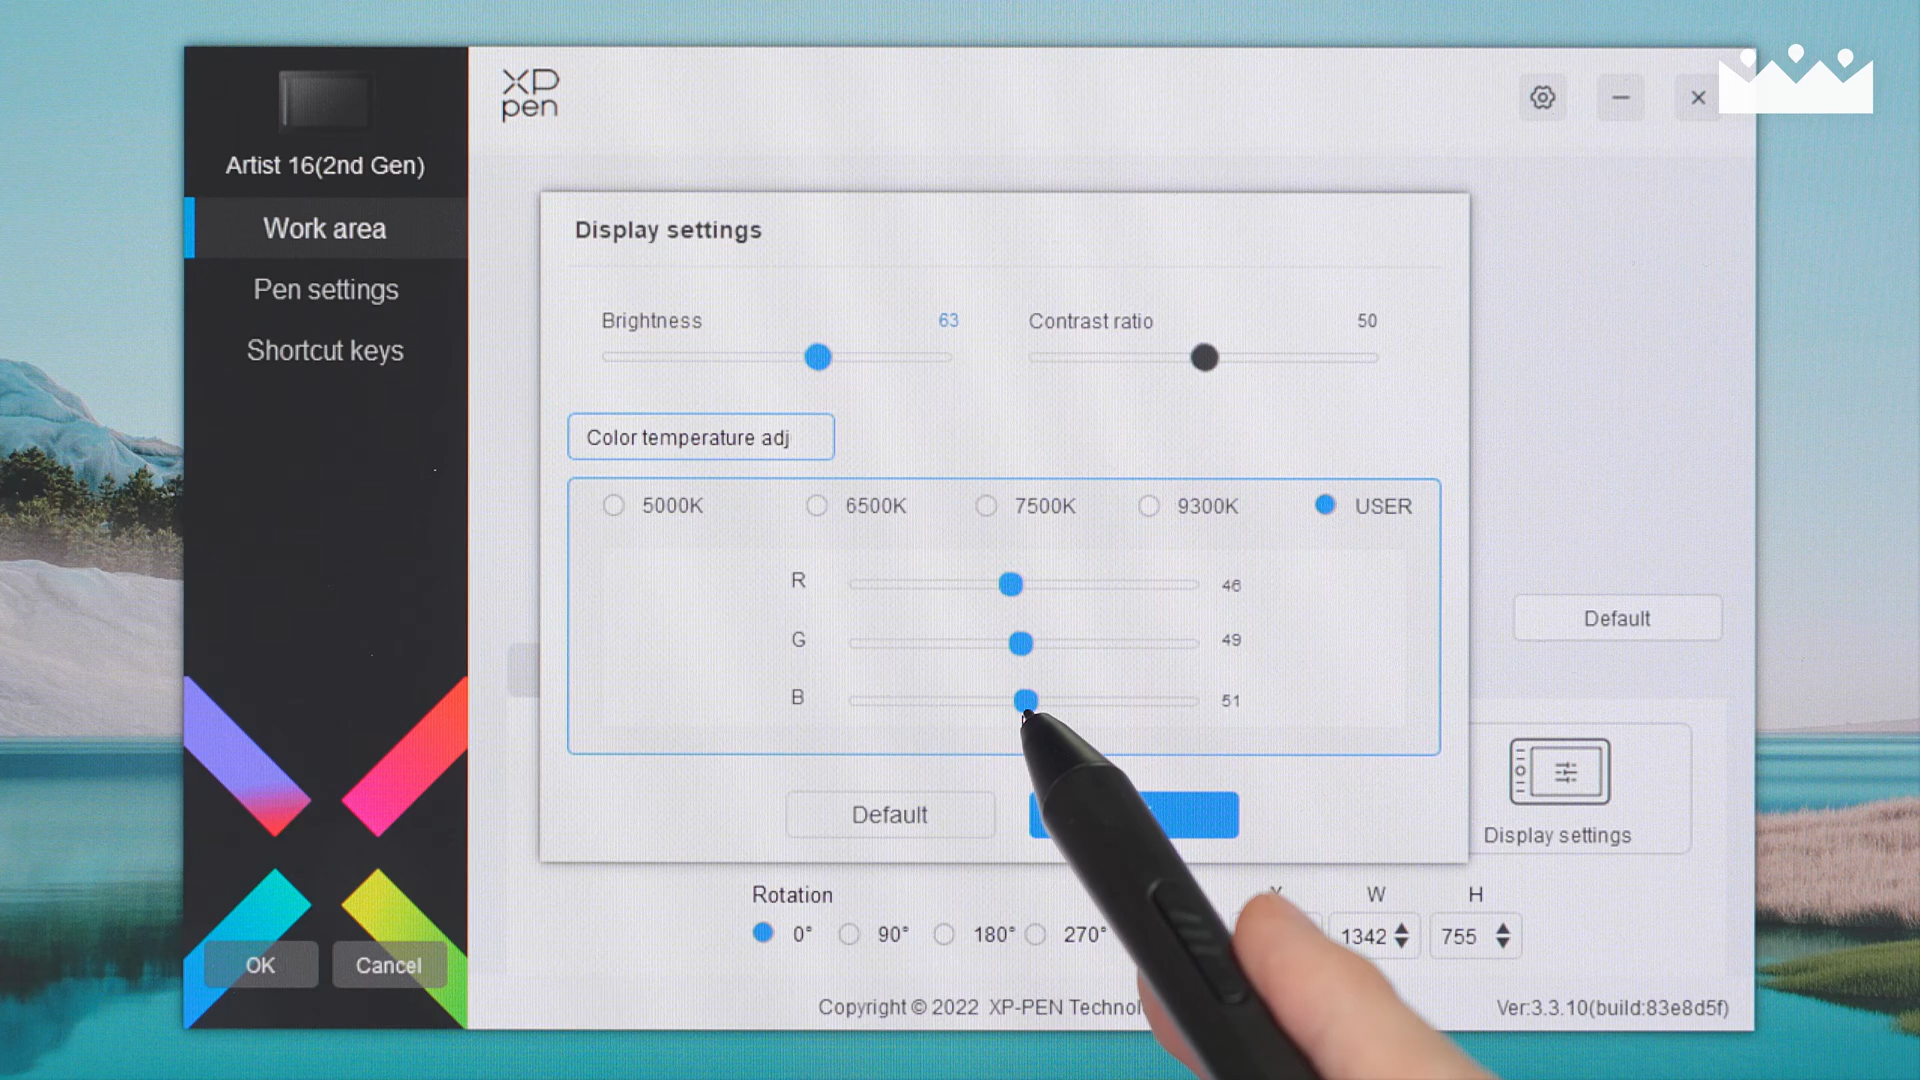 XP
pen
Artist 16(2nd Gen)
Work area
Pen settings
Shortcut keys
OK
Cancel
Display settings
Brightness
63
Contrast ratio
50
Color temperature adj
5000K
6500K
7500K
9300K
USER
R
46
G
49
B
51
Default
Default
Display settings
Rotation
0°
90°
180°
270°
W
H
1342
755
Copyright © 2022 XP-PEN Technol
Ver:3.3.10(build:83e8d5f)